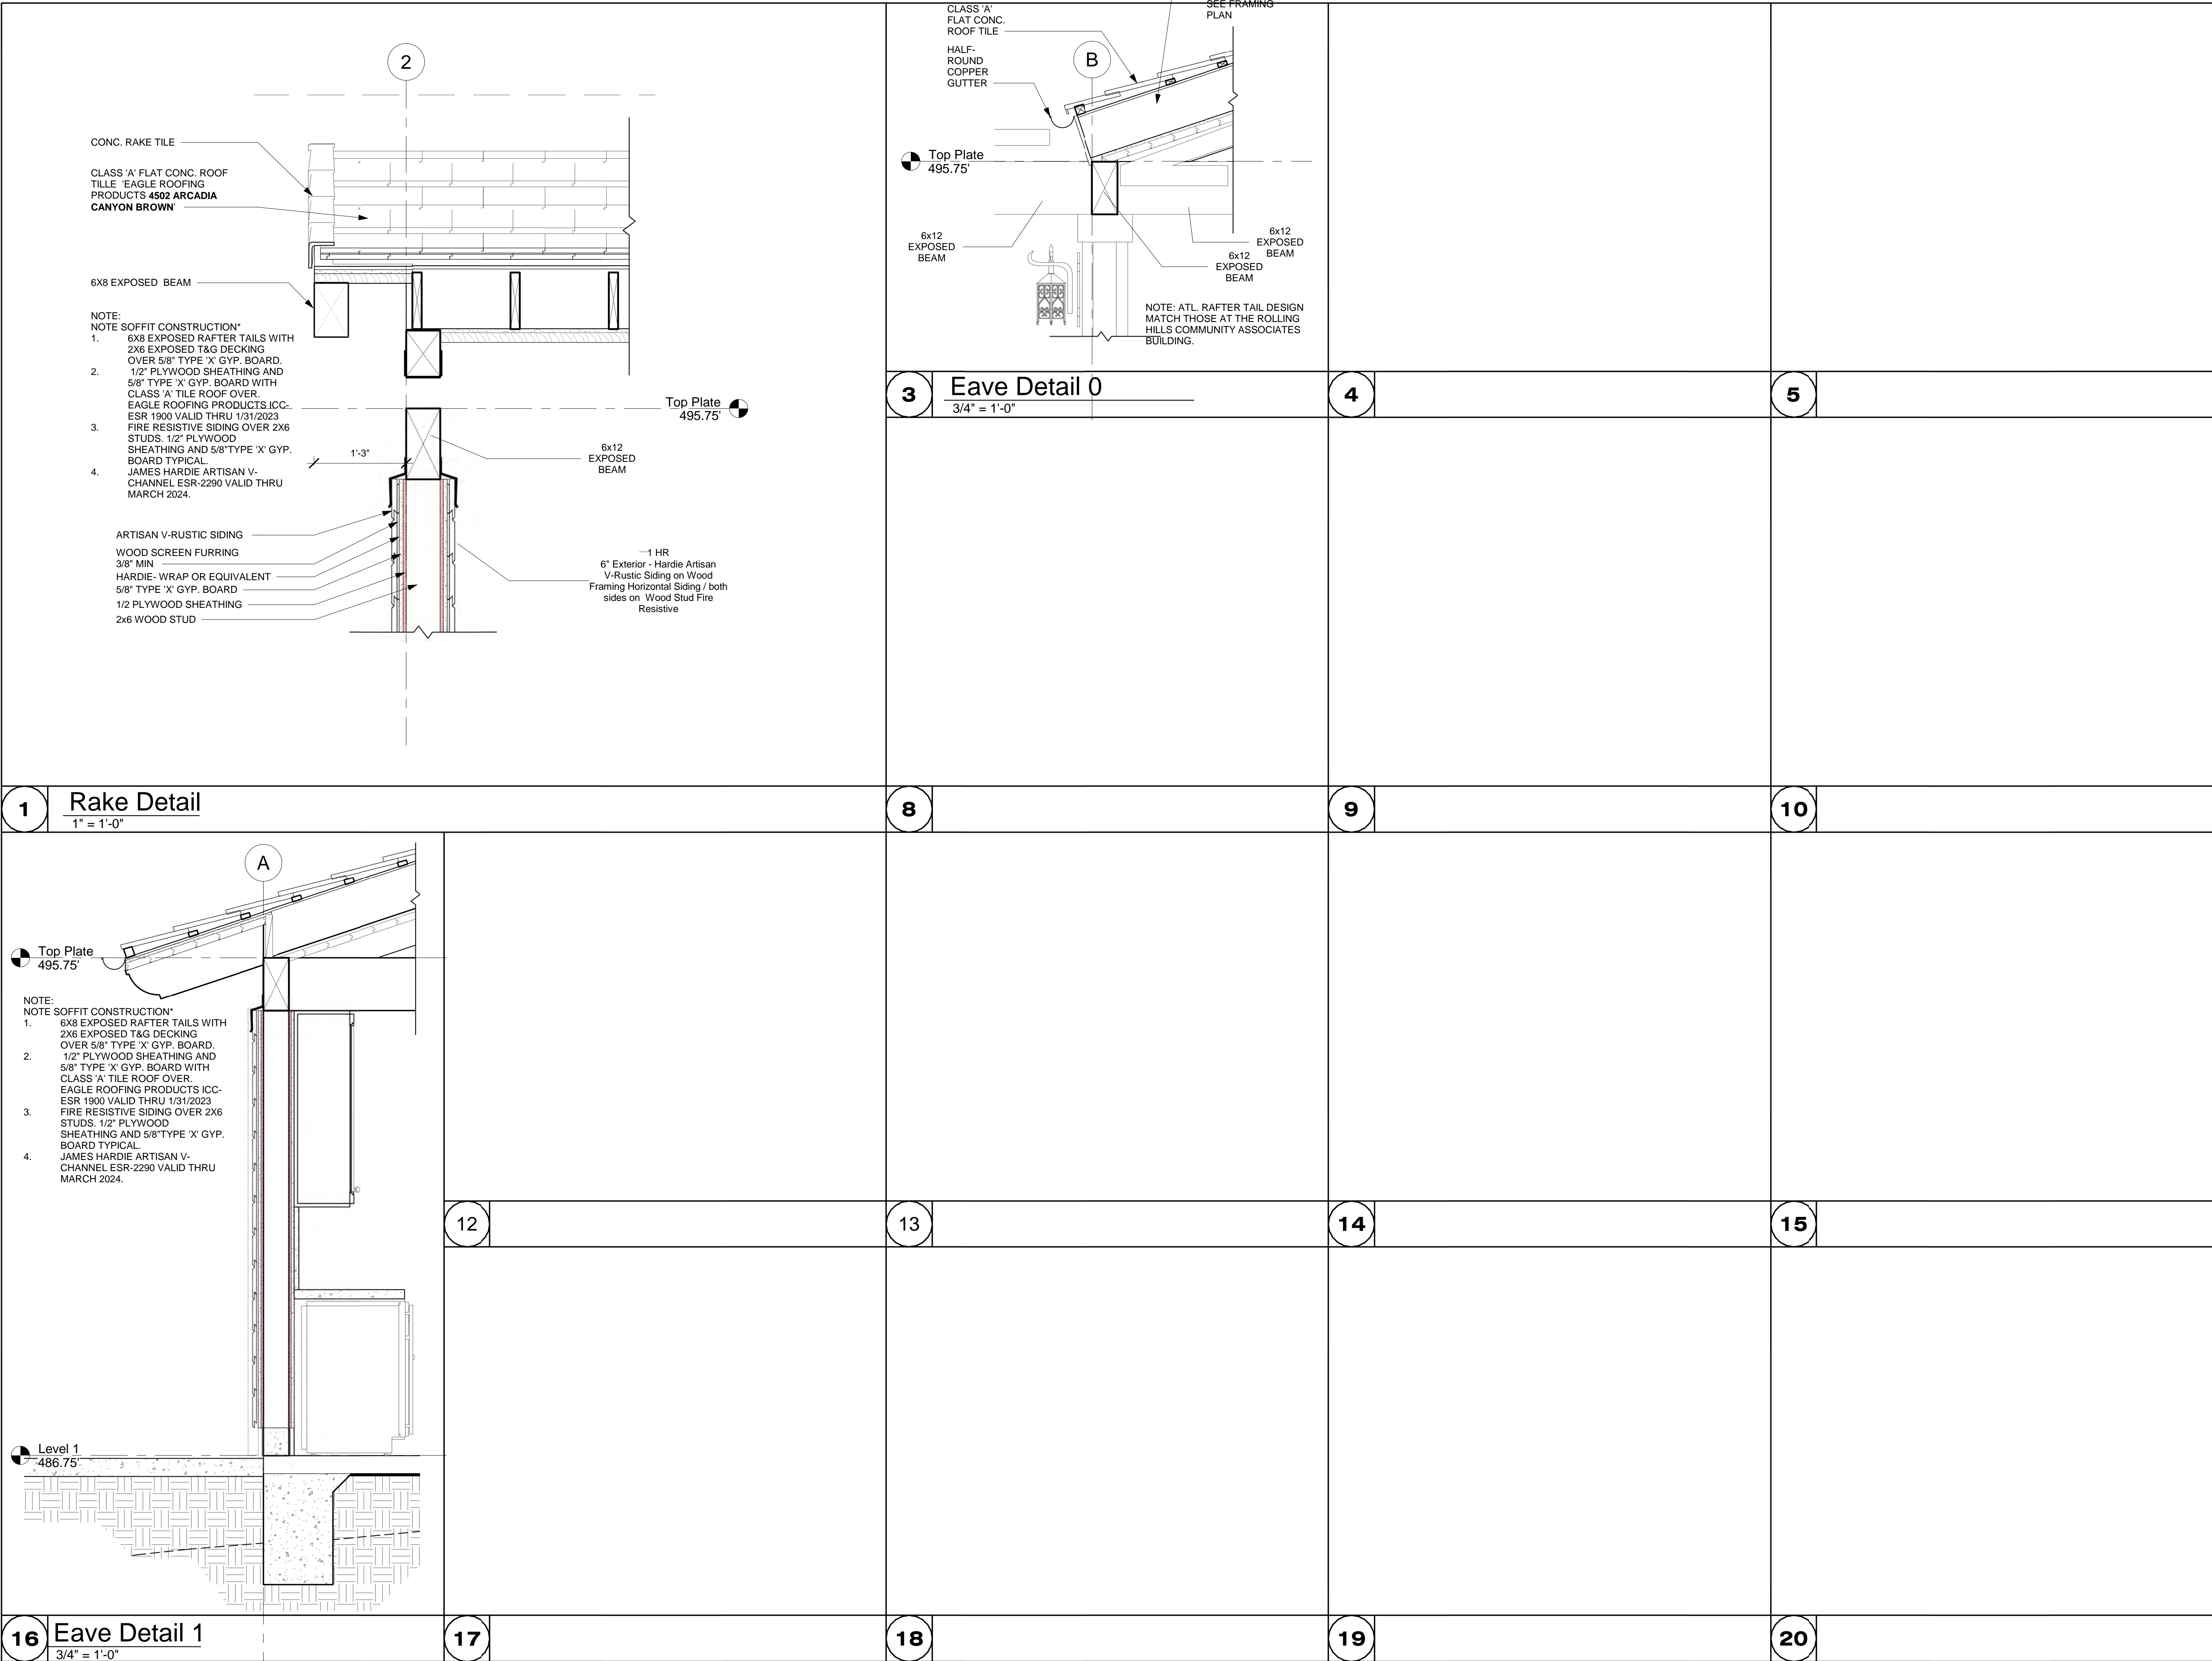 2
CONC. RAKE TILE
CLASS 'A' FLAT CONC. ROOF
TILLE 'EAGLE ROOFING
PRODUCTS 4502 ARCADIA
CANYON BROWN'
6X8 EXPOSED BEAM
NOTE:
NOTE SOFFIT CONSTRUCTION*
1. 6X8 EXPOSED RAFTER TAILS WITH
2X6 EXPOSED T&G DECKING
OVER 5/8" TYPE 'X' GYP. BOARD.
2. 1/2" PLYWOOD SHEATHING AND
5/8" TYPE 'X' GYP. BOARD WITH
CLASS 'A' TILE ROOF OVER.
EAGLE ROOFING PRODUCTS ICC-
ESR 1900 VALID THRU 1/31/2023
3. FIRE RESISTIVE SIDING OVER 2X6
STUDS. 1/2" PLYWOOD
SHEATHING AND 5/8"TYPE 'X' GYP.
BOARD TYPICAL.
4. JAMES HARDIE ARTISAN V-
CHANNEL ESR-2290 VALID THRU
MARCH 2024.
Top Plate
495.75'
1'-3"
6x12
EXPOSED
BEAM
ARTISAN V-RUSTIC SIDING
WOOD SCREEN FURRING
3/8" MIN
HARDIE- WRAP OR EQUIVALENT
5/8" TYPE 'X' GYP. BOARD
1/2 PLYWOOD SHEATHING
2x6 WOOD STUD
1 HR
6" Exterior - Hardie Artisan
V-Rustic Siding on Wood
Framing Horizontal Siding / both
sides on Wood Stud Fire
Resistive
1
Rake Detail
1" = 1'-0"
CLASS 'A'
FLAT CONC.
ROOF TILE
SEE FRAMING
PLAN
HALF-
ROUND
COPPER
GUTTER
B
Top Plate
495.75'
6x12
EXPOSED
BEAM
6x12
EXPOSED
BEAM
6x12
EXPOSED
BEAM
NOTE: ATL. RAFTER TAIL DESIGN
MATCH THOSE AT THE ROLLING
HILLS COMMUNITY ASSOCIATES
BUILDING.
3
Eave Detail 0
3/4" = 1'-0"
4
5
8
9
10
A
Top Plate
495.75'
NOTE:
NOTE SOFFIT CONSTRUCTION*
1. 6X8 EXPOSED RAFTER TAILS WITH
2X6 EXPOSED T&G DECKING
OVER 5/8" TYPE 'X' GYP. BOARD.
2. 1/2" PLYWOOD SHEATHING AND
5/8" TYPE 'X' GYP. BOARD WITH
CLASS 'A' TILE ROOF OVER.
EAGLE ROOFING PRODUCTS ICC-
ESR 1900 VALID THRU 1/31/2023
3. FIRE RESISTIVE SIDING OVER 2X6
STUDS. 1/2" PLYWOOD
SHEATHING AND 5/8"TYPE 'X' GYP.
BOARD TYPICAL.
4. JAMES HARDIE ARTISAN V-
CHANNEL ESR-2290 VALID THRU
MARCH 2024.
Level 1
486.75'
12
13
14
15
16
Eave Detail 1
3/4" = 1'-0"
17
18
19
20